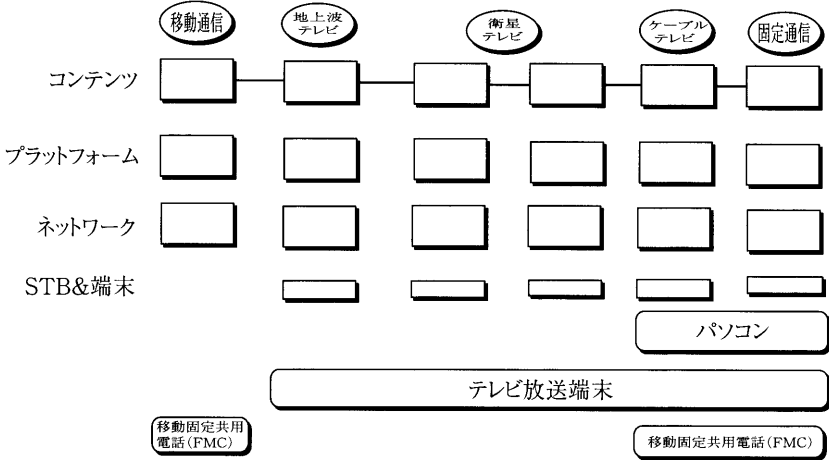 移動通信
地上波
テレビ
衛星
テレビ
ケーブル
テレビ
固定通信
コンテンツ
プラットフォーム
ネットワーク
STB&端末
パソコン
テレビ放送端末
移動固定共用
電話(FMC)
移動固定共用電話(FMC)